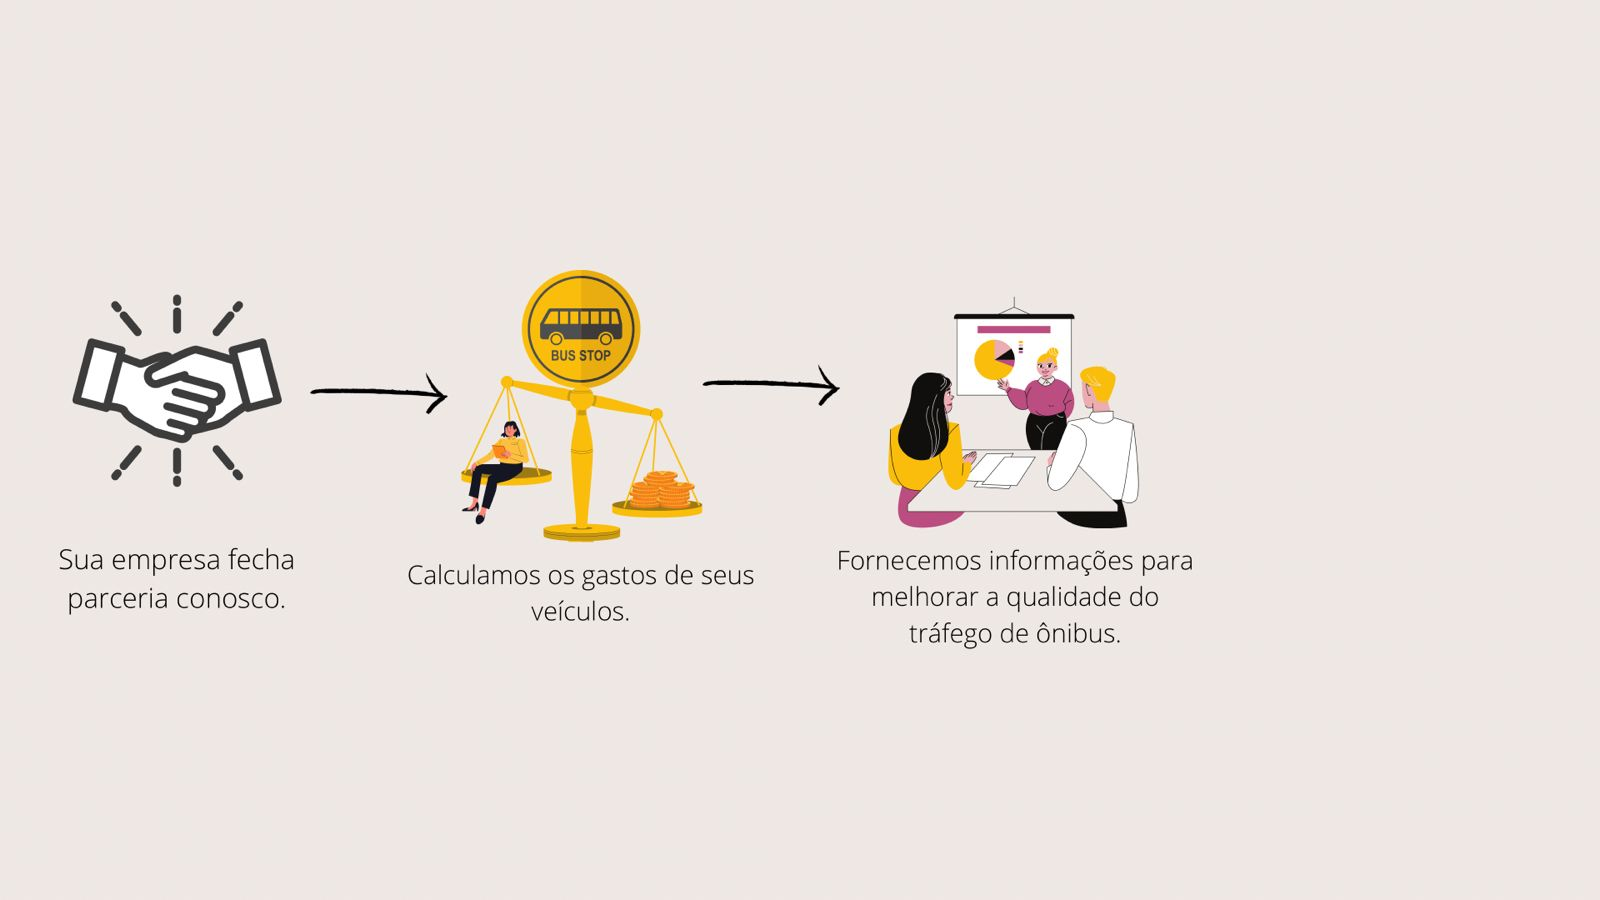 BUS STOP
Sua empresa fecha
parceria conosco.
Calculamos os gastos de seus
veículos.
Fornecemos informações para
melhorar a qualidade do
tráfego de ônibus.